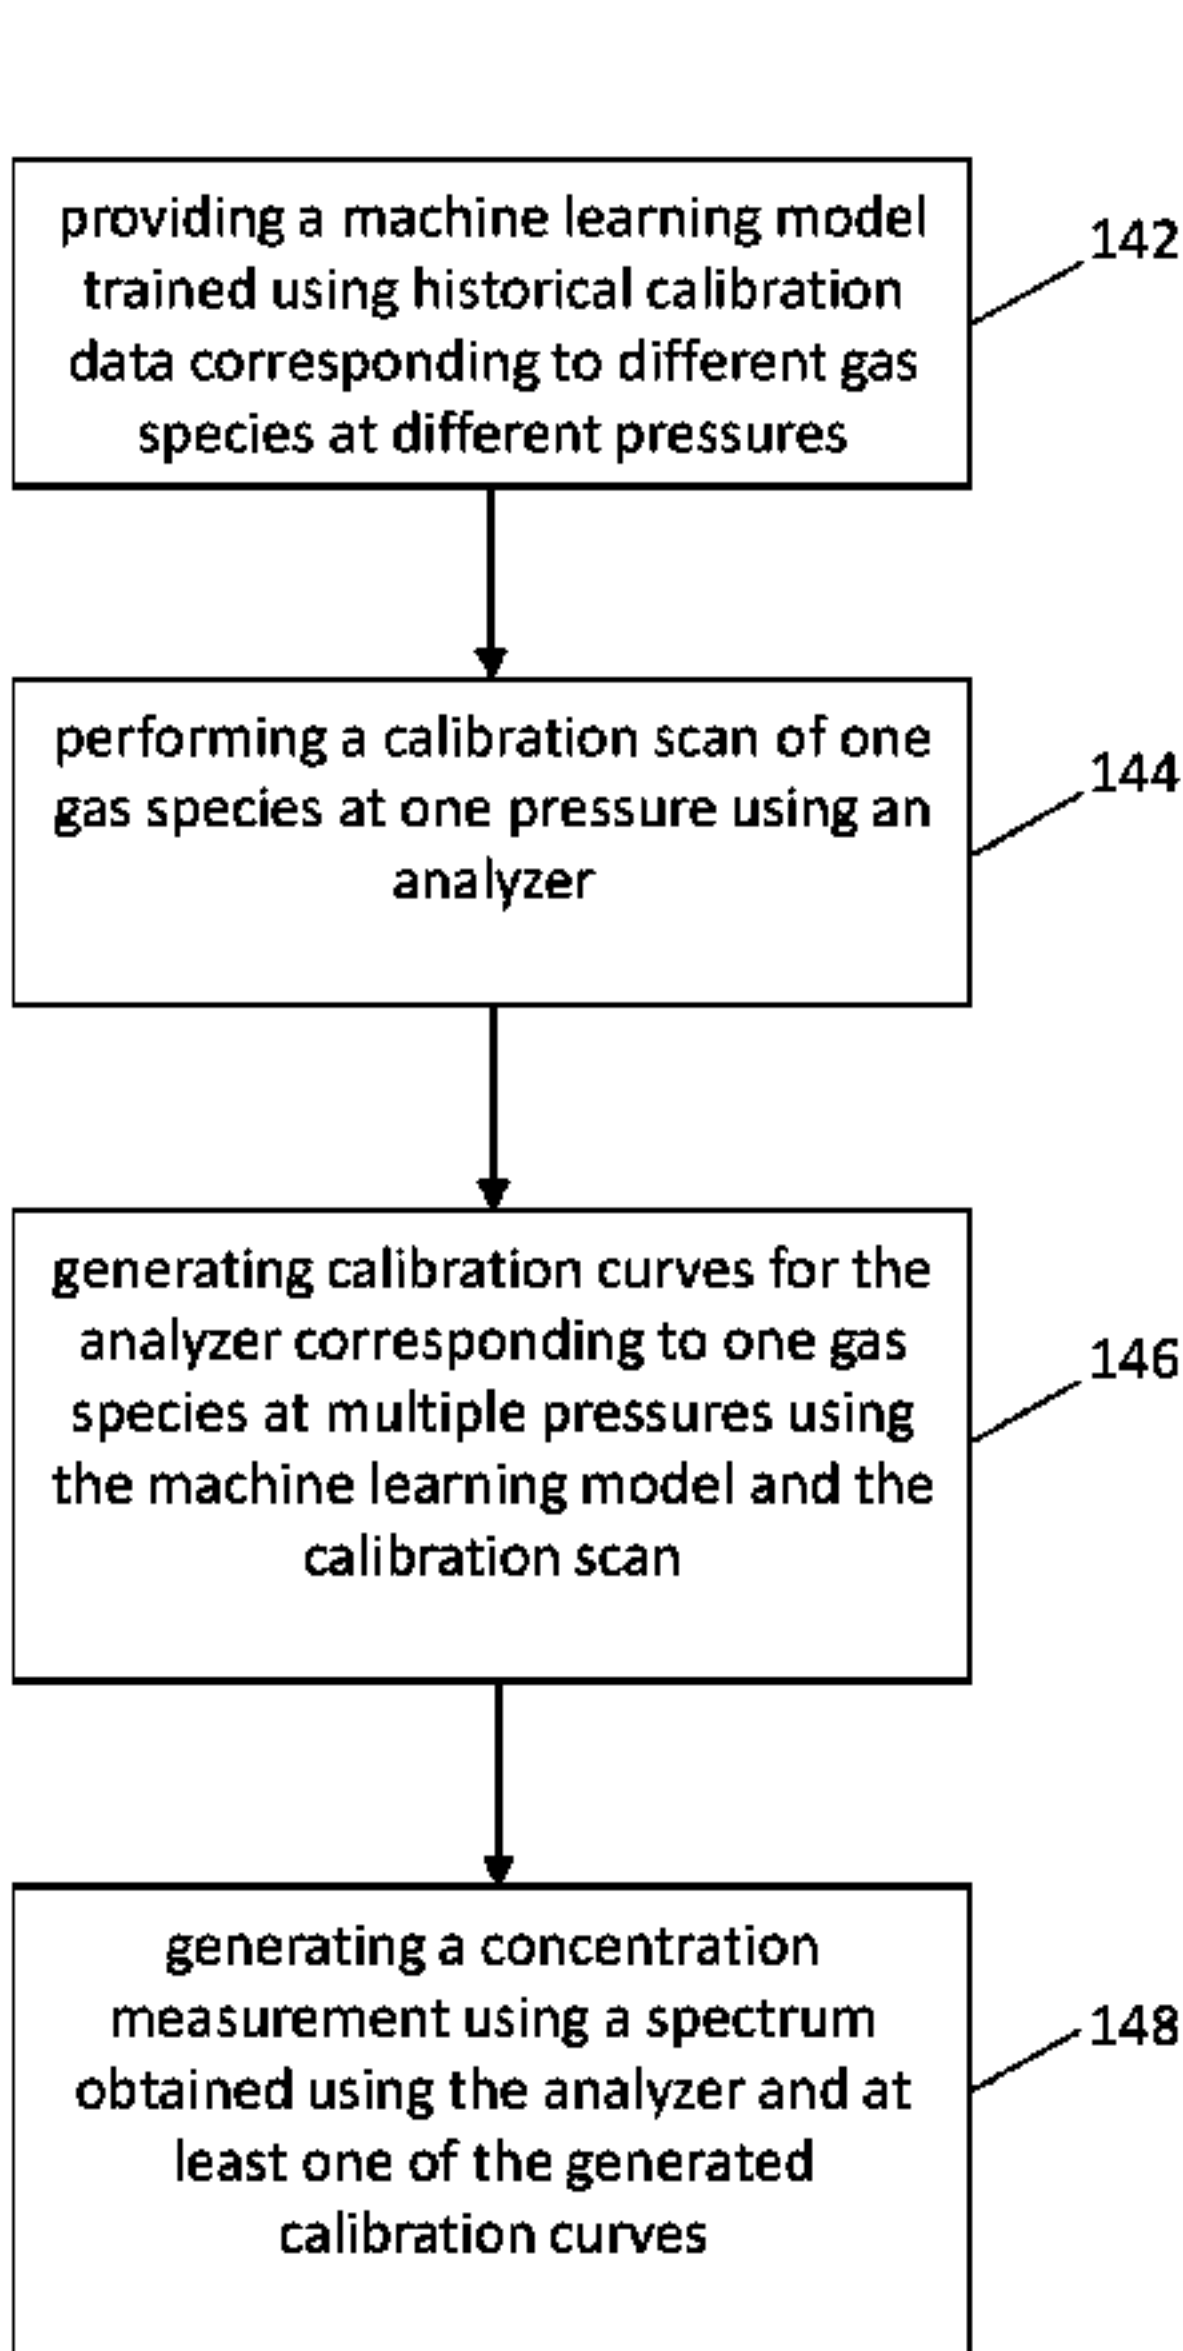 providing a machine learning model
trained using historical calibration
data corresponding to different gas
species at different pressures
142
performing a calibration scan of one
gas species at one pressure using an
analyzer
144
generating calibration curves for the
analyzer corresponding to one gas
species at multiple pressures using
the machine learning model and the
calibration scan
146
generating a concentration
measurement using a spectrum
obtained using the analyzer and at
least one of the generated
calibration curves
148